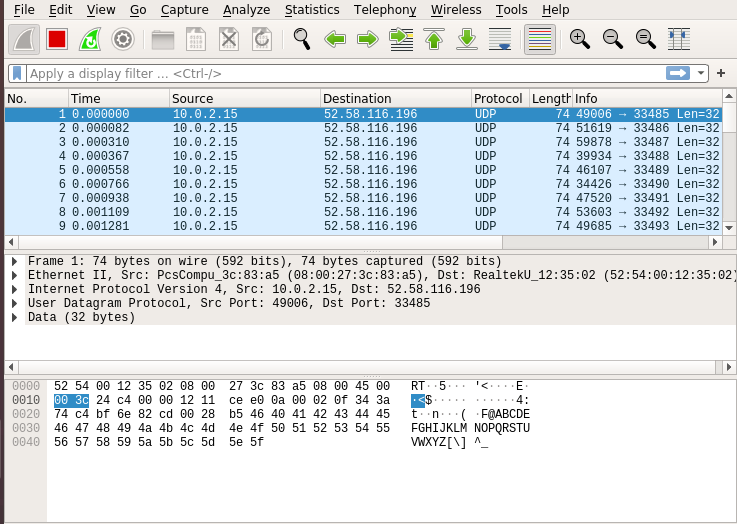 File Edit View Go Capture Analyze Statistics Telephony Wireless Tools Help
Apply a display filter ... <Ctrl-/>
No. Time Source Destination Protocol Length Info
1 0.000000 10.0.2.15 52.58.116.196 UDP 74 49006 → 33485 Len=32
2 0.000082 10.0.2.15 52.58.116.196 UDP 74 51619 → 33486 Len=32
3 0.000310 10.0.2.15 52.58.116.196 UDP 74 59878 → 33487 Len=32
4 0.000367 10.0.2.15 52.58.116.196 UDP 74 39934 → 33488 Len=32
5 0.000558 10.0.2.15 52.58.116.196 UDP 74 46107 → 33489 Len=32
6 0.000766 10.0.2.15 52.58.116.196 UDP 74 34426 → 33490 Len=32
7 0.000938 10.0.2.15 52.58.116.196 UDP 74 47520 → 33491 Len=32
8 0.001109 10.0.2.15 52.58.116.196 UDP 74 53603 → 33492 Len=32
9 0.001281 10.0.2.15 52.58.116.196 UDP 74 49685 → 33493 Len=32
Frame 1: 74 bytes on wire (592 bits), 74 bytes captured (592 bits)
Ethernet II, Src: PcsCompu_3c:83:a5 (08:00:27:3c:83:a5), Dst: RealtekU_12:35:02 (52:54:00:12:35:02)
Internet Protocol Version 4, Src: 10.0.2.15, Dst: 52.58.116.196
User Datagram Protocol, Src Port: 49006, Dst Port: 33485
Data (32 bytes)
0000 52 54 00 12 35 02 08 00 27 3c 83 a5 08 00 45 00 RT··5··· '<····E·
0010 00 3c 24 c4 00 00 12 11 ce e0 0a 00 02 0f 34 3a ·<$····· ······4:
0020 74 c4 bf 6e 82 cd 00 28 b5 46 40 41 42 43 44 45 t··n···( ·F@ABCDE
0030 46 47 48 49 4a 4b 4c 4d 4e 4f 50 51 52 53 54 55 FGHIJKLM NOPQRSTU
0040 56 57 58 59 5a 5b 5c 5d 5e 5f VWXYZ[\] ^_